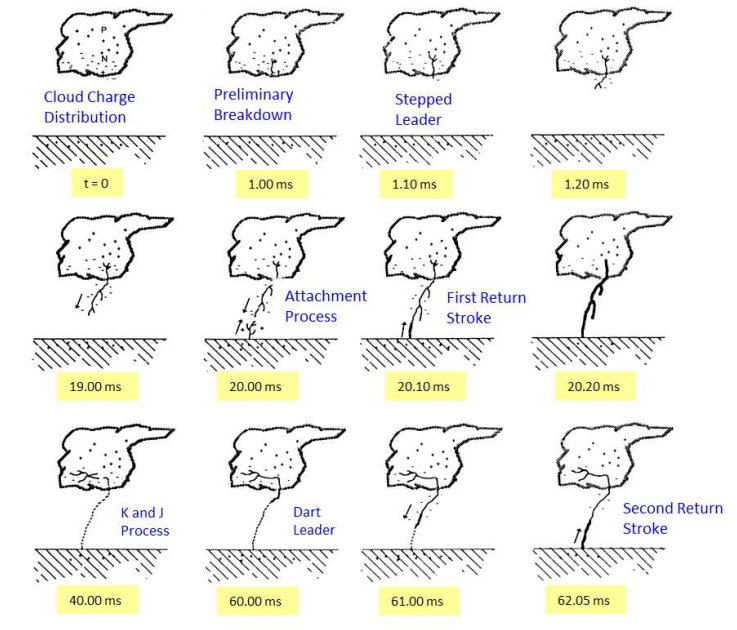 P
N
Cloud Charge
Distribution
Preliminary
Breakdown
Stepped
Leader
t = 0
1.00 ms
1.10 ms
1.20 ms
Attachment
Process
First Return
Stroke
19.00 ms
20.00 ms
20.10 ms
20.20 ms
K and J
Process
Dart
Leader
Second Return
Stroke
40.00 ms
60.00 ms
61.00 ms
62.05 ms